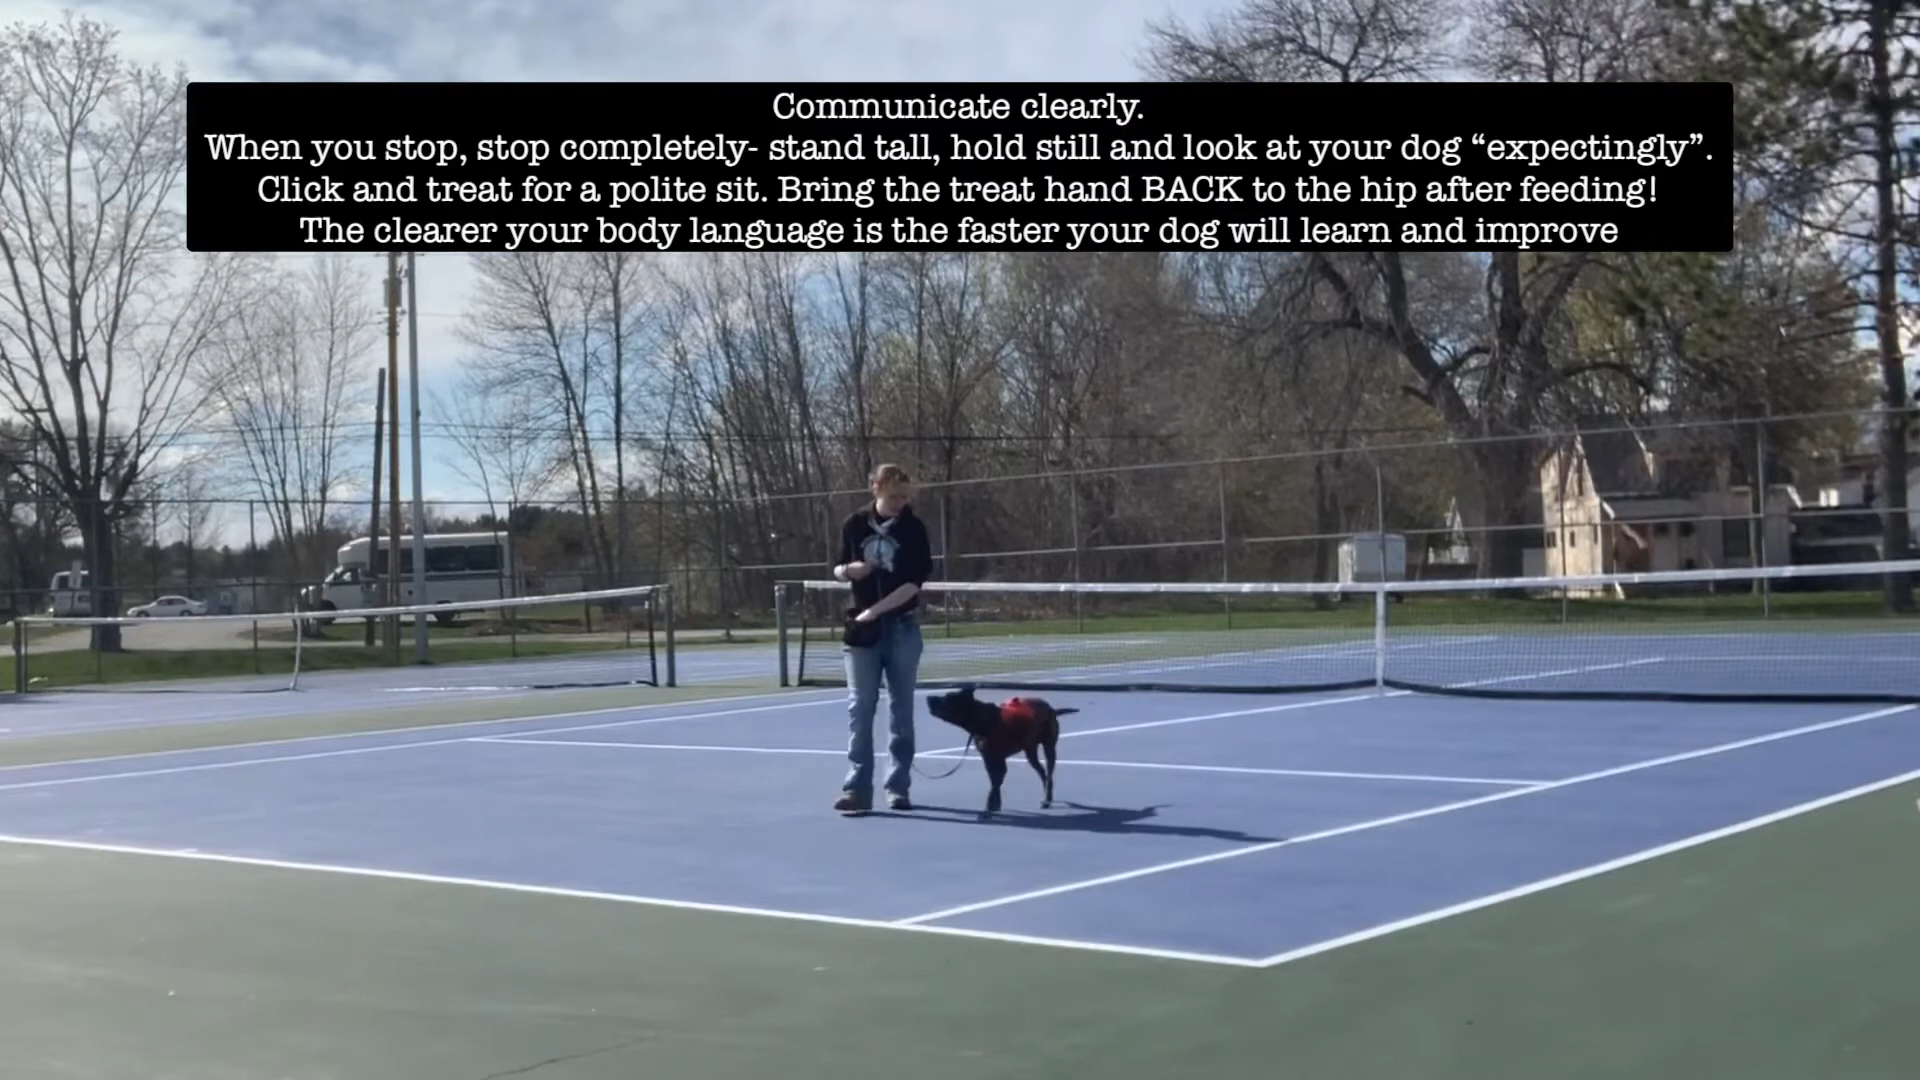 Communicate clearly.
When you stop, stop completely- stand tall, hold still and look at your dog “expectingly”.
Click and treat for a polite sit. Bring the treat hand BACK to the hip after feeding!
The clearer your body language is the faster your dog will learn and improve